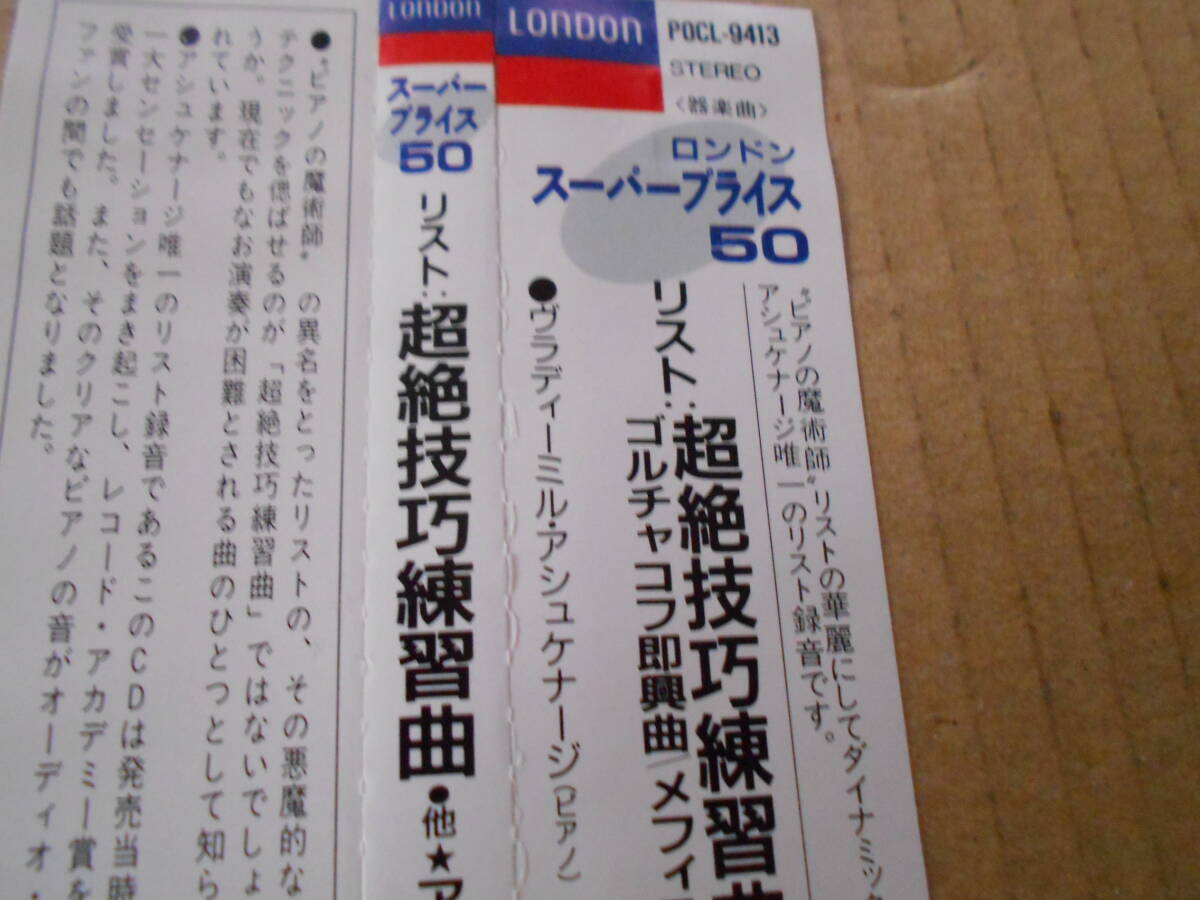 LONDON
POCL-9413
STEREO
〈器楽曲〉
ロンドン
スーパープライス
50
“ピアノの魔術師”リストの華麗にしてダイナミック
アシュケナージ唯一のリスト録音です。
リスト:超絶技巧練習曲
ゴルチャコフ即興曲/メフィ
●ヴラディーミル・アシュケナージ(ピアノ)
LONDON
スーパー
プライス
50
リスト:超絶技巧練習曲●他★ア
●“ピアノの魔術師”の異名をとったリストの、その悪魔的な
テクニックを偲ばせるのが「超絶技巧練習曲」ではないでしょ
うか。現在でもなお演奏が困難とされる曲のひとつとして知ら
れています。
●アシュケナージ唯一のリスト録音であるこのCDは発売当時
一大センセーションをまき起こし、レコード・アカデミー賞を
受賞しました。また、そのクリアなピアノの音がオーディオ・
ファンの間でも話題となりました。